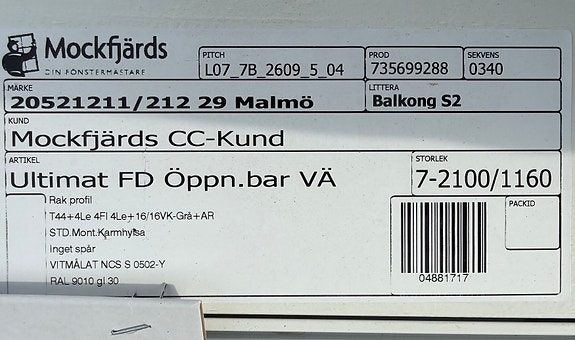 Mockfjärds
DIN FÖNSTERMÄSTARE
PITCH
L07_7B_2609_5_04
PROD
735699288
SEKVENS
0340
MÄRKE
20521211/212 29 Malmö
LITTERA
Balkong S2
KUND
Mockfjärds CC-Kund
ARTIKEL
Ultimat FD Öppn.bar VÄ
STORLEK
7-2100/1160
Rak profil
T44+4Le 4Fl 4Le+16/16VK-Grå+AR
STD.Mont.Karmhylsa
Inget spår
VITMÅLAT NCS S 0502-Y
RAL 9010 gl 30
04881717
PACKID